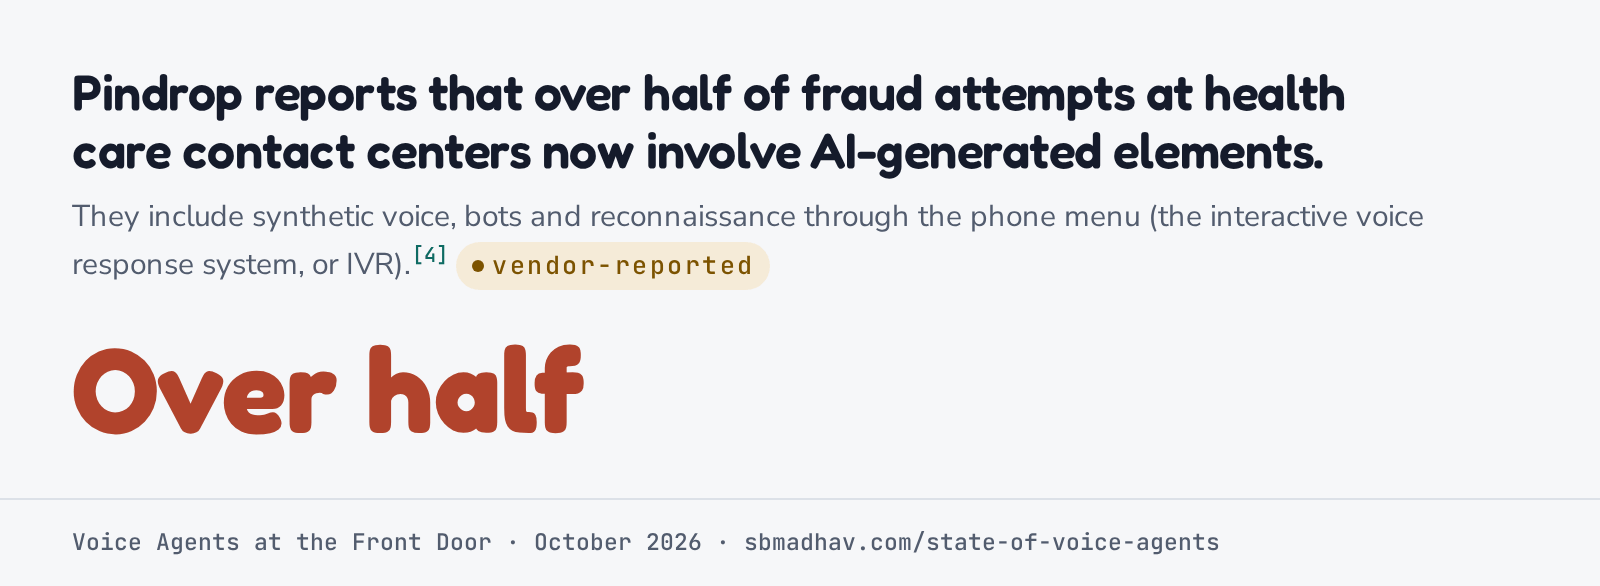 Pindrop reports that over half of fraud attempts at health
care contact centers now involve AI-generated elements.
They include synthetic voice, bots and reconnaissance through the phone menu (the interactive voice
response system, or IVR).[4] vendor-reported
Over half
Voice Agents at the Front Door · October 2026 · sbmadhav.com/state-of-voice-agents